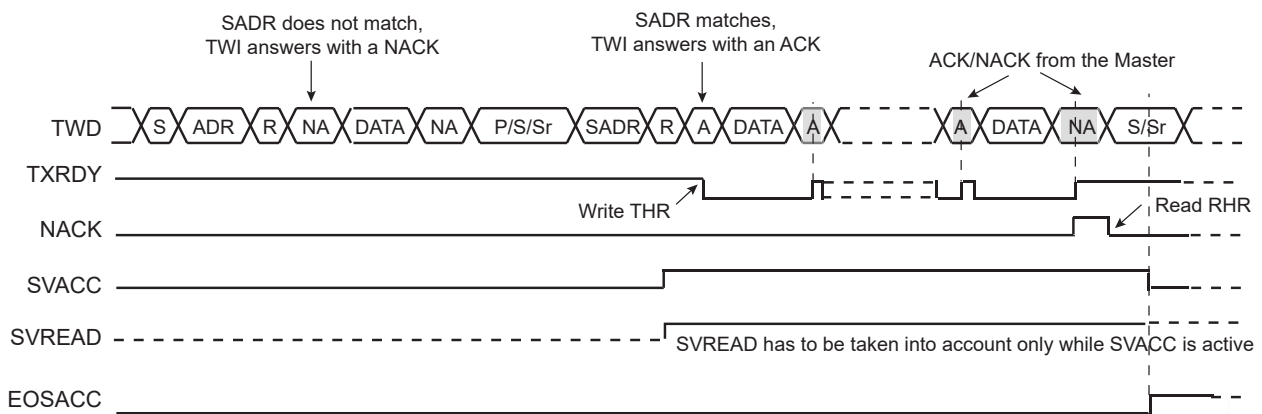 SADR does not match,
TWI answers with a NACK
SADR matches,
TWI answers with an ACK
ACK/NACK from the Master
TWD S ADR R NA DATA NA P/S/Sr SADR R A DATA A A DATA NA S/Sr
TXRDY
Write THR
Read RHR
NACK
SVACC
SVREAD
SVREAD has to be taken into account only while SVACC is active
EOSACC